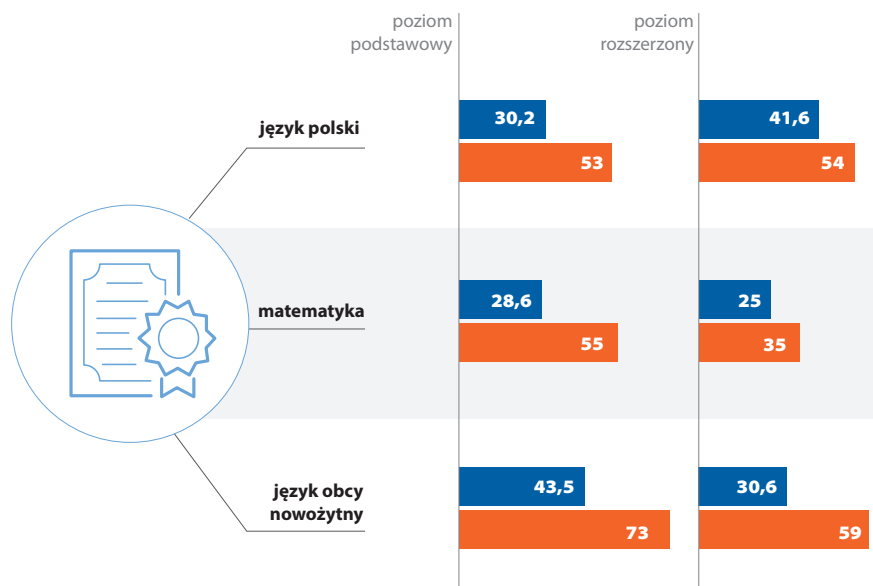 poziom
podstawowy
poziom
rozszerzony
język polski
30,2
53
41,6
54
matematyka
28,6
55
25
35
język obcy
nowożytny
43,5
73
30,6
59